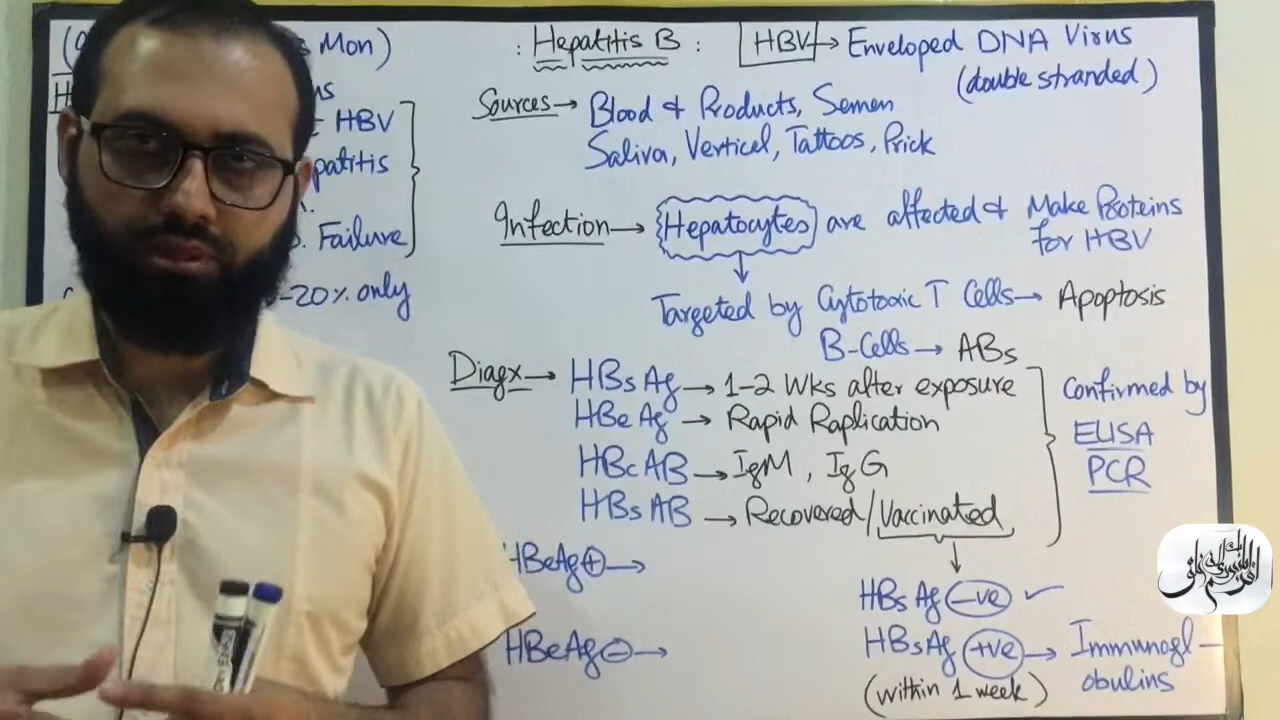 Mon)
: Hepatitis B : HBV → Enveloped DNA Virus
(double stranded)
HBV
patitis
. Failure
-20% only
Sources → Blood & Products, Semen
Saliva, Vertical, Tattoos, Prick
Infection → Hepatocytes are affected & Make Proteins
for HBV
Targeted by Cytotoxic T Cells → Apoptosis
B-Cells → ABs
Diagx → HBsAg → 1-2 Wks after exposure
HBeAg → Rapid Raplication
HBcAB → IgM, IgG
HBsAB → Recovered/Vaccinated
Confirmed by
ELISA
PCR
HBeAg ⊕ →
HBeAg ⊖ →
HBsAg -ve ✓
HBsAg +ve → Immunogl-
obulins
(within 1 week)